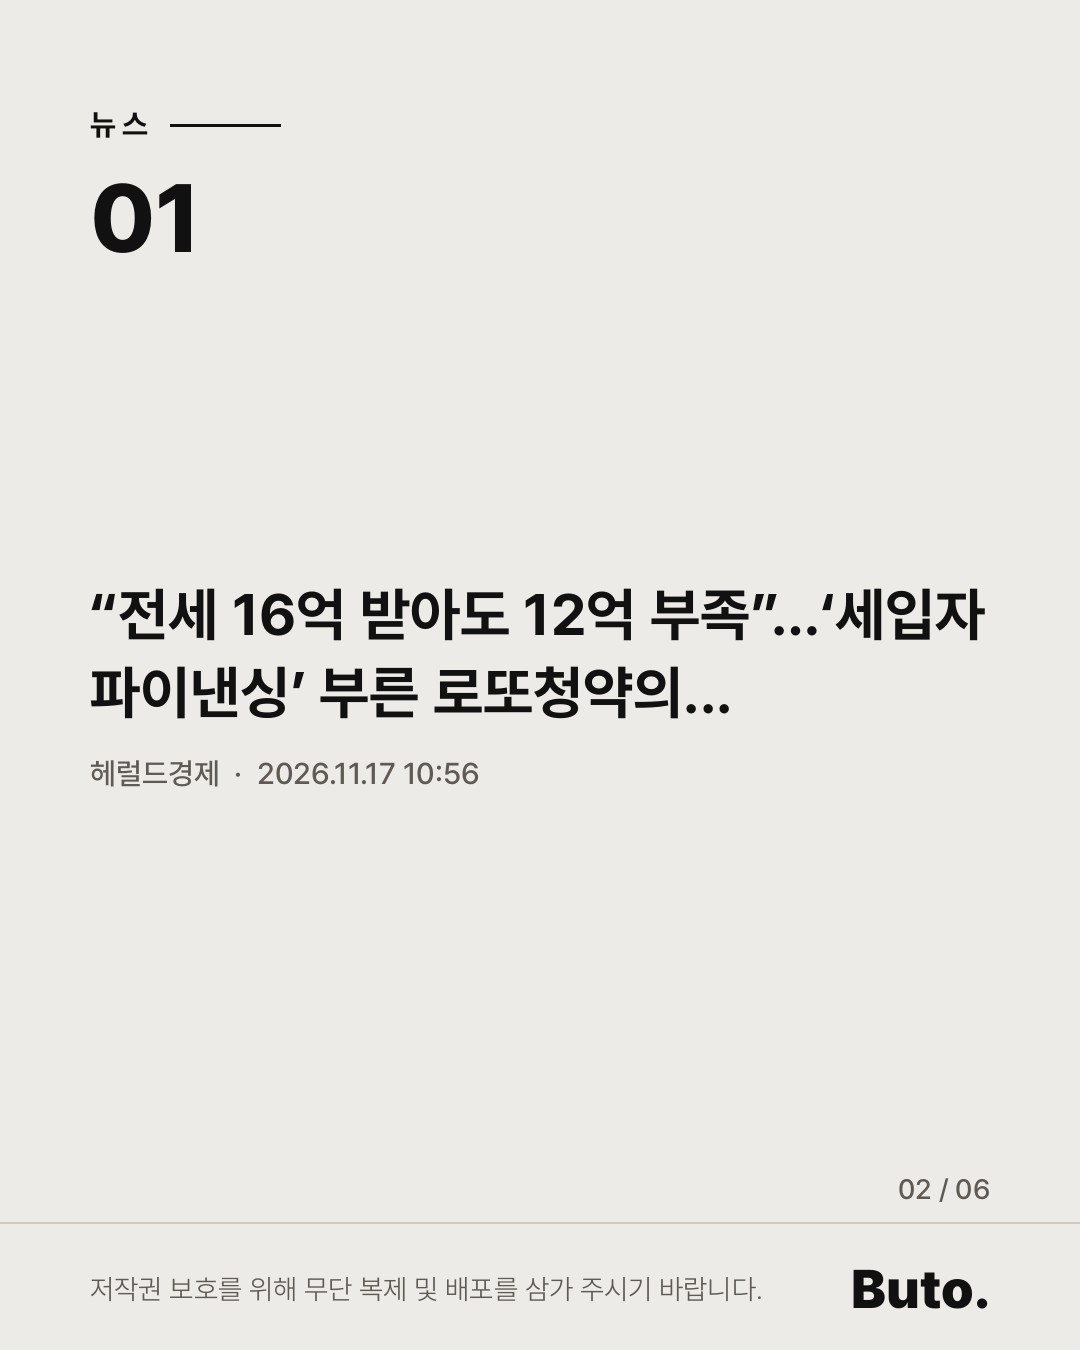 뉴스
01
“전세 16억 받아도 12억 부족”...‘세입자
파이낸싱’ 부른 로또청약의...
헤럴드경제 · 2026.11.17 10:56
02 / 06
저작권 보호를 위해 무단 복제 및 배포를 삼가 주시기 바랍니다.
Buto.